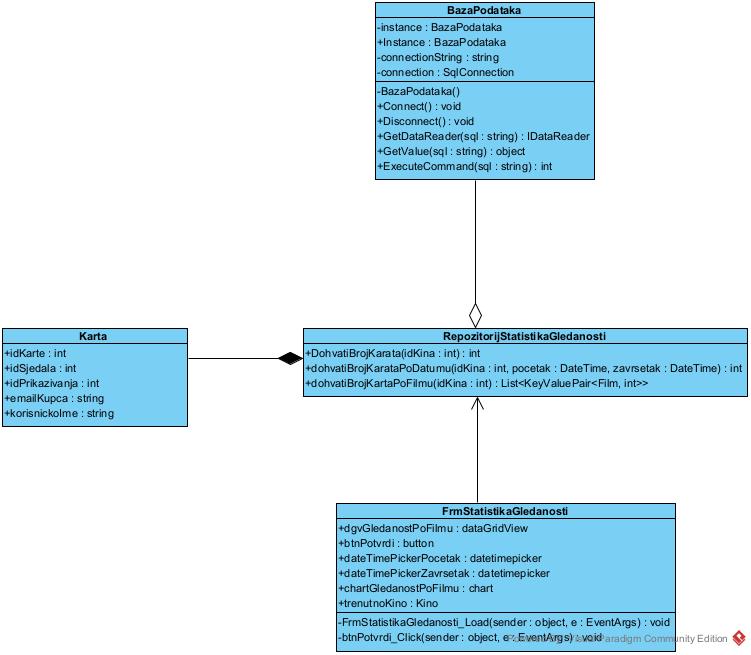 BazaPodataka
-instance : BazaPodataka
+Instance : BazaPodataka
-connectionString : string
-connection : SqlConnection
-BazaPodataka()
+Connect() : void
+Disconnect() : void
+GetDataReader(sql : string) : IDataReader
+GetValue(sql : string) : object
+ExecuteCommand(sql : string) : int
Karta
+idKarte : int
+idSjedala : int
+idPrikazivanja : int
+emailKupca : string
+korisnickoIme : string
RepozitorijStatistikaGledanosti
+DohvatiBrojKarata(idKina : int) : int
+dohvatiBrojKarataPoDatumu(idKina : int, pocetak : DateTime, zavrsetak : DateTime) : int
+dohvatiBrojKartaPoFilmu(idKina : int) : List<KeyValuePair<Film, int>>
FrmStatistikaGledanosti
+dgvGledanostPoFilmu : dataGridView
+btnPotvrdi : button
+dateTimePickerPocetak : datetimepicker
+dateTimePickerZavrsetak : datetimepicker
+chartGledanostPoFilmu : chart
+trenutnoKino : Kino
-FrmStatistikaGledanosti_Load(sender : object, e : EventArgs) : void
-btnPotvrdi_Click(sender : object, e : EventArgs) : void
Powered By Visual Paradigm Community Edition